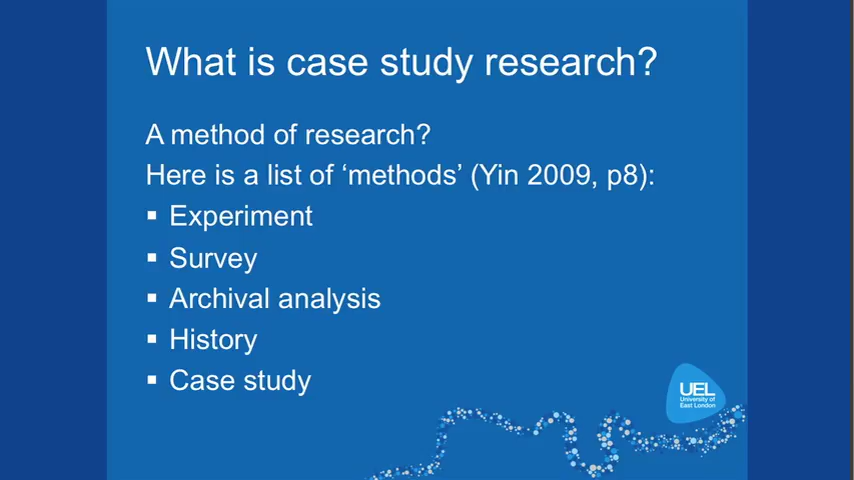 What is case study research?
A method of research?
Here is a list of ‘methods’ (Yin 2009, p8):
▪ Experiment
▪ Survey
▪ Archival analysis
▪ History
▪ Case study
UEL
University of
East London